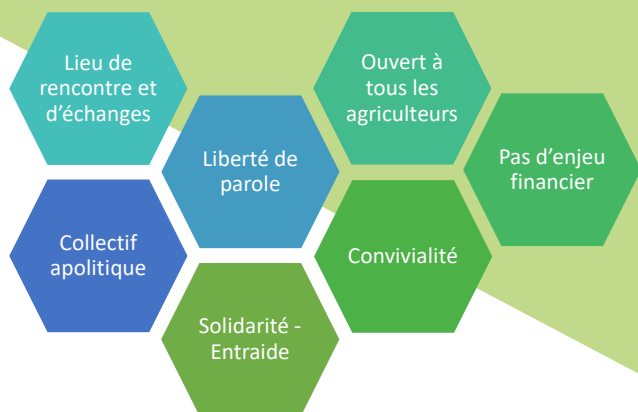 Lieu de
rencontre et
d'échanges
Liberté de
parole
Ouvert à
tous les
agriculteurs
Pas d'enjeu
financier
Collectif
apolitique
Solidarité -
Entraide
Convivialité